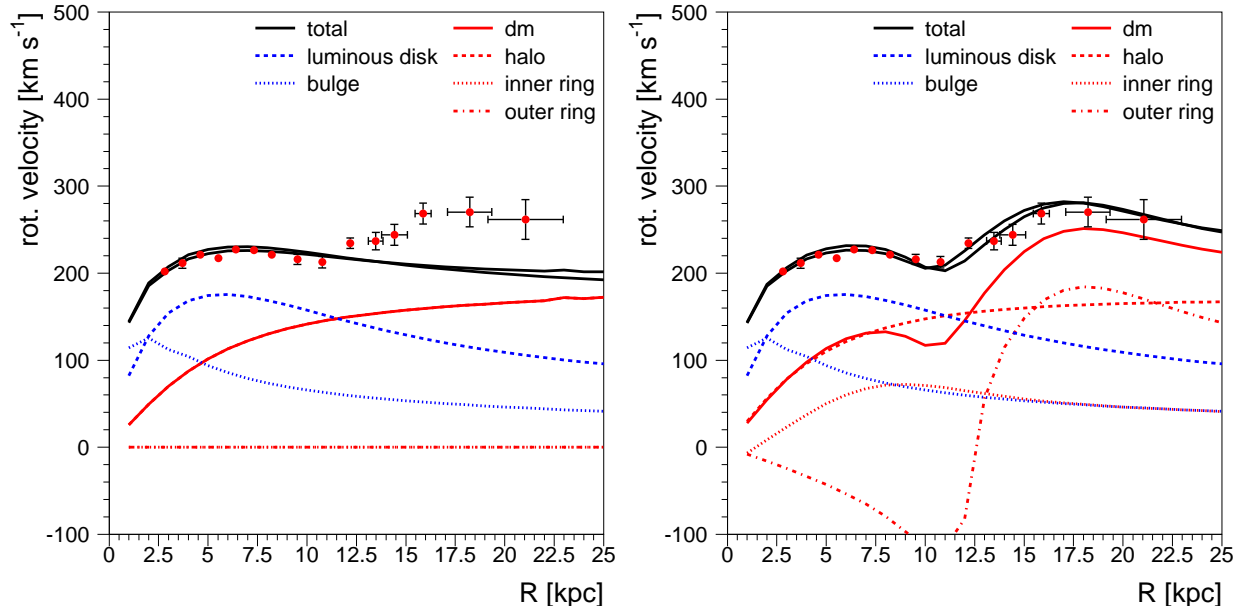 rot. velocity [km s⁻¹]
500
400
300
200
100
0
-100
total
luminous disk
bulge
dm
halo
inner ring
outer ring
0 2.5 5 7.5 10 12.5 15 17.5 20 22.5 25
R [kpc]
rot. velocity [km s⁻¹]
500
400
300
200
100
0
-100
total
luminous disk
bulge
dm
halo
inner ring
outer ring
0 2.5 5 7.5 10 12.5 15 17.5 20 22.5 25
R [kpc]